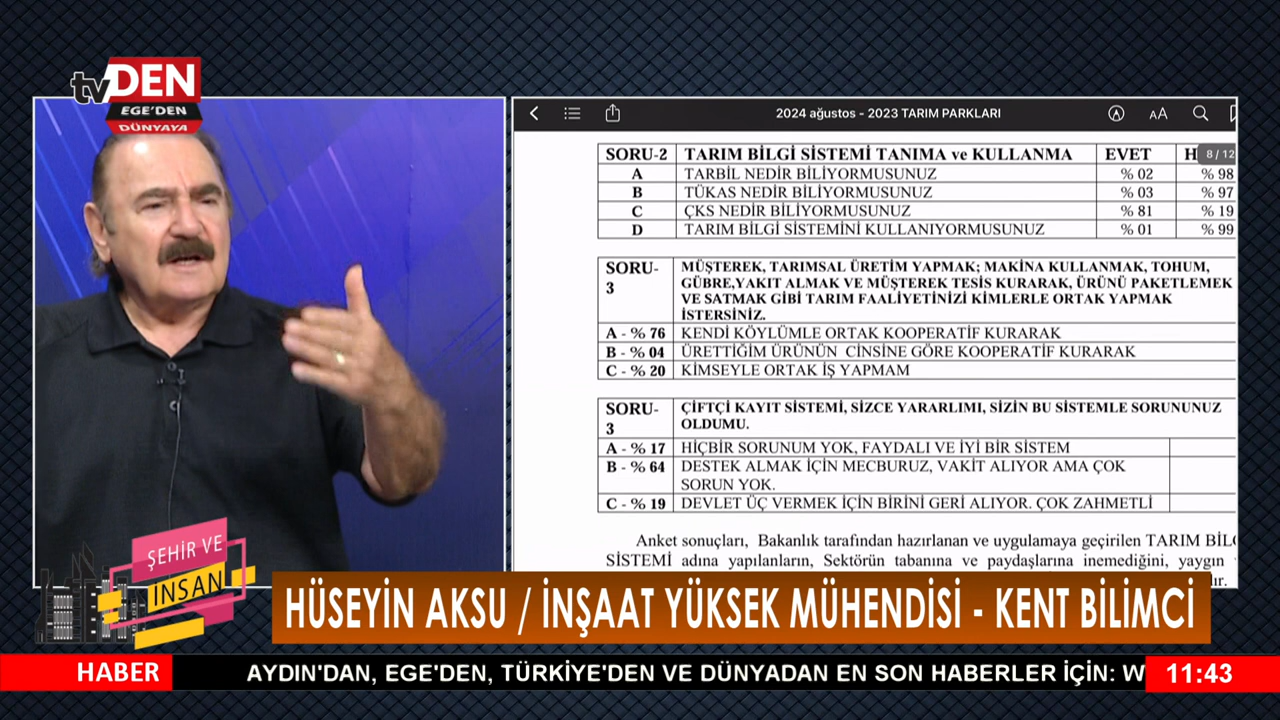 tvDEN
EGE'DEN
DÜNYAYA
2024 ağustos - 2023 TARIM PARKLARI
AA
8 / 12
SORU-2 TARIM BİLGİ SİSTEMİ TANIMA ve KULLANMA EVET H
A TARBİL NEDİR BİLİYORMUSUNUZ % 02 % 98
B TÜKAS NEDİR BİLİYORMUSUNUZ % 03 % 97
C ÇKS NEDİR BİLİYORMUSUNUZ % 81 % 19
D TARIM BİLGİ SİSTEMİNİ KULLANIYORMUSUNUZ % 01 % 99
SORU-
3
MÜŞTEREK, TARIMSAL ÜRETİM YAPMAK; MAKİNA KULLANMAK, TOHUM,
GÜBRE,YAKIT ALMAK VE MÜŞTEREK TESİS KURARAK, ÜRÜNÜ PAKETLEMEK
VE SATMAK GİBİ TARIM FAALİYETİNİZİ KİMLERLE ORTAK YAPMAK
İSTERSİNİZ.
A - % 76 KENDİ KÖYLÜMLE ORTAK KOOPERATİF KURARAK
B - % 04 ÜRETTİĞİM ÜRÜNÜN CİNSİNE GÖRE KOOPERATİF KURARAK
C - % 20 KİMSEYLE ORTAK İŞ YAPMAM
SORU-
3
ÇİFTÇİ KAYIT SİSTEMİ, SİZCE YARARLIMI, SİZİN BU SİSTEMLE SORUNUNUZ
OLDUMU.
A - % 17 HİÇBİR SORUNUM YOK, FAYDALI VE İYİ BİR SİSTEM
B - % 64 DESTEK ALMAK İÇİN MECBURUZ, VAKİT ALIYOR AMA ÇOK
SORUN YOK.
C - % 19 DEVLET ÜÇ VERMEK İÇİN BİRİNİ GERİ ALIYOR. ÇOK ZAHMETLİ
Anket sonuçları, Bakanlık tarafından hazırlanan ve uygulamaya geçirilen TARIM BİLG
SİSTEMİ adına yapılanların, Sektörün tabanına ve paydaşlarına inemediğini, yaygın
ŞEHİR VE
İNSAN
HÜSEYİN AKSU / İNŞAAT YÜKSEK MÜHENDİSİ - KENT BİLİMCİ
HABER AYDIN'DAN, EGE'DEN, TÜRKİYE'DEN VE DÜNYADAN EN SON HABERLER İÇİN: W 11:43